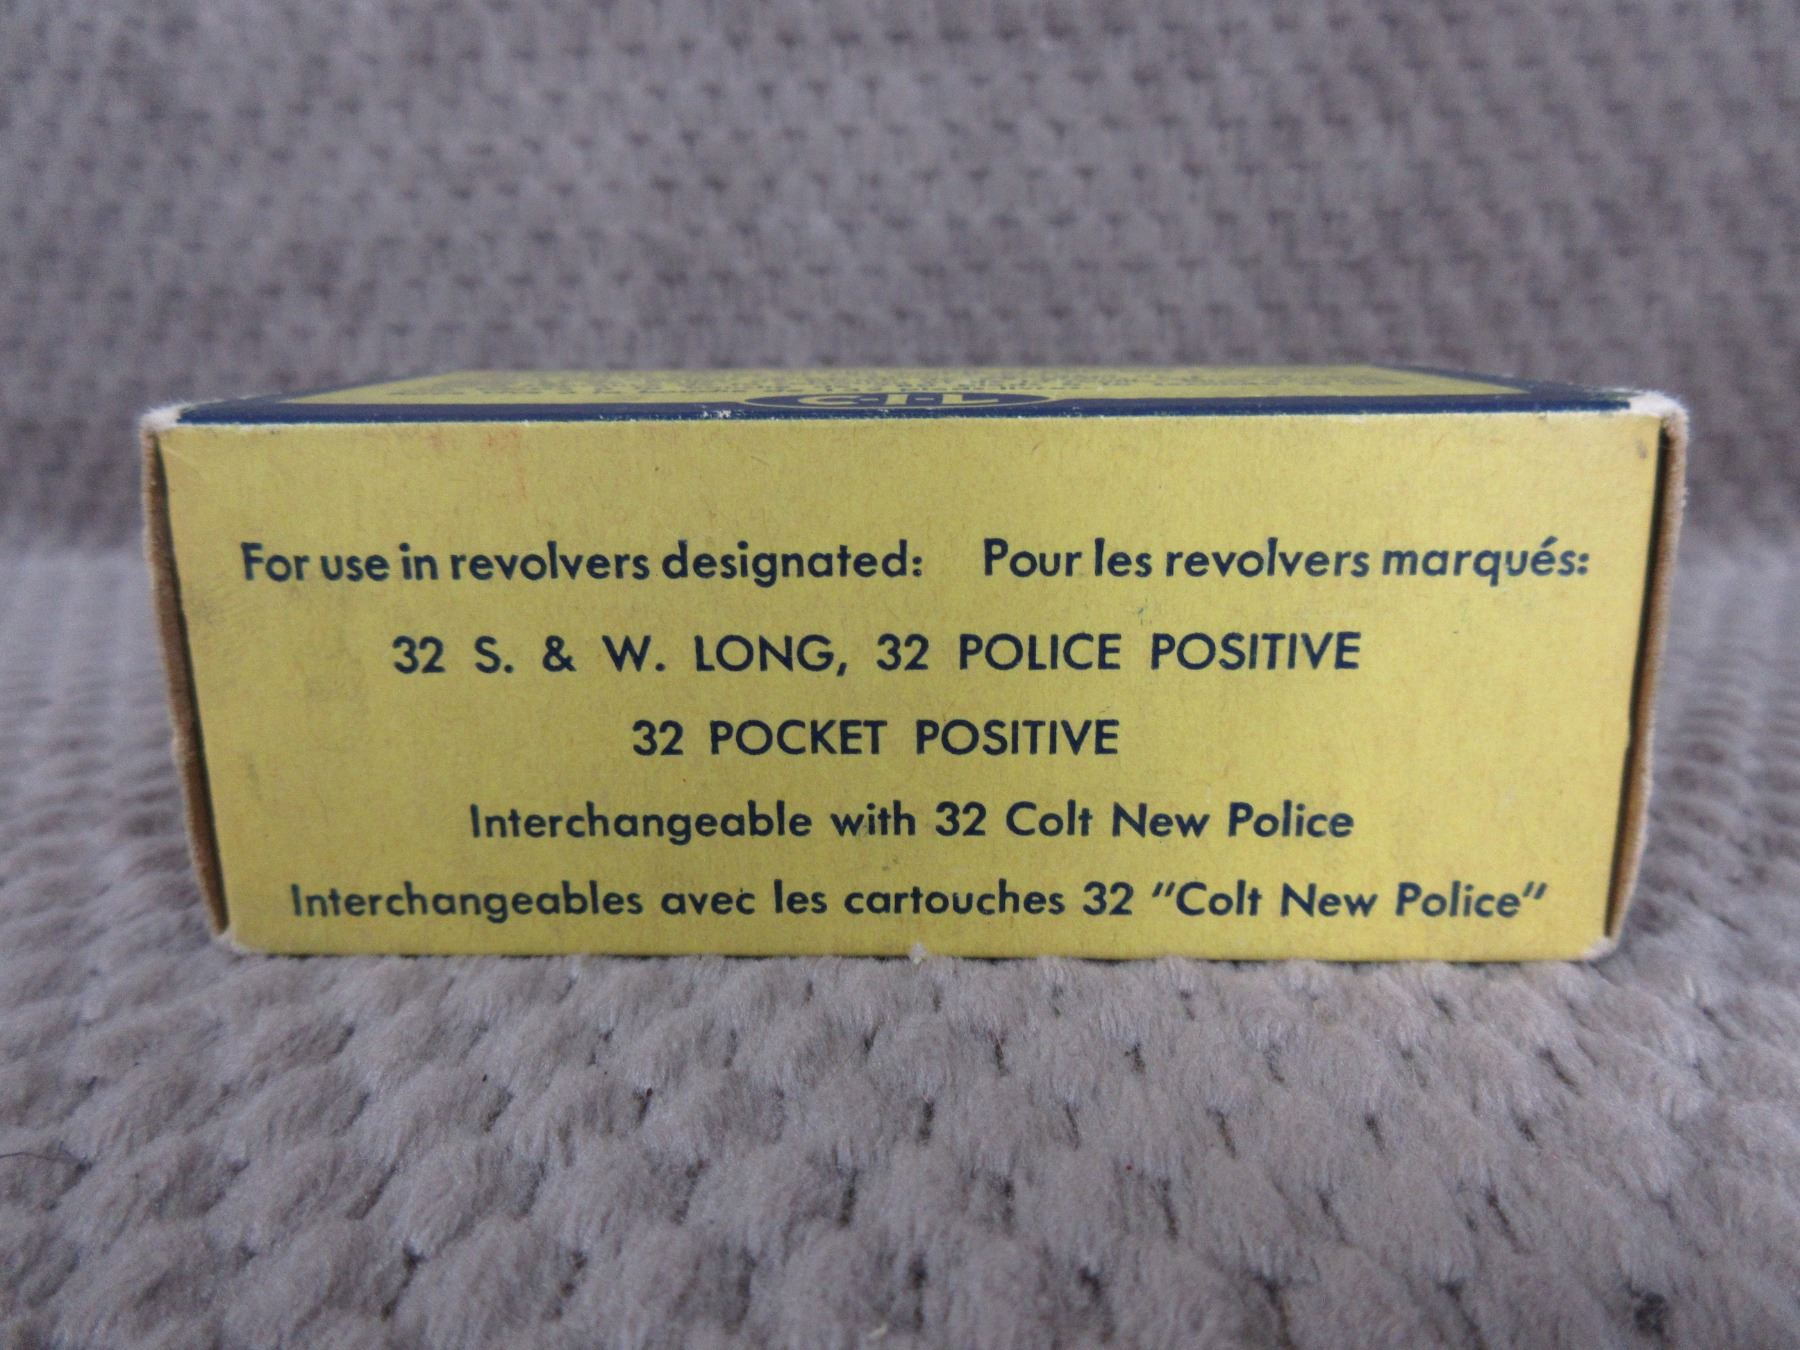 C-I-L
For use in revolvers designated: Pour les revolvers marqués:
32 S. & W. LONG, 32 POLICE POSITIVE
32 POCKET POSITIVE
Interchangeable with 32 Colt New Police
Interchangeables avec les cartouches 32 "Colt New Police"